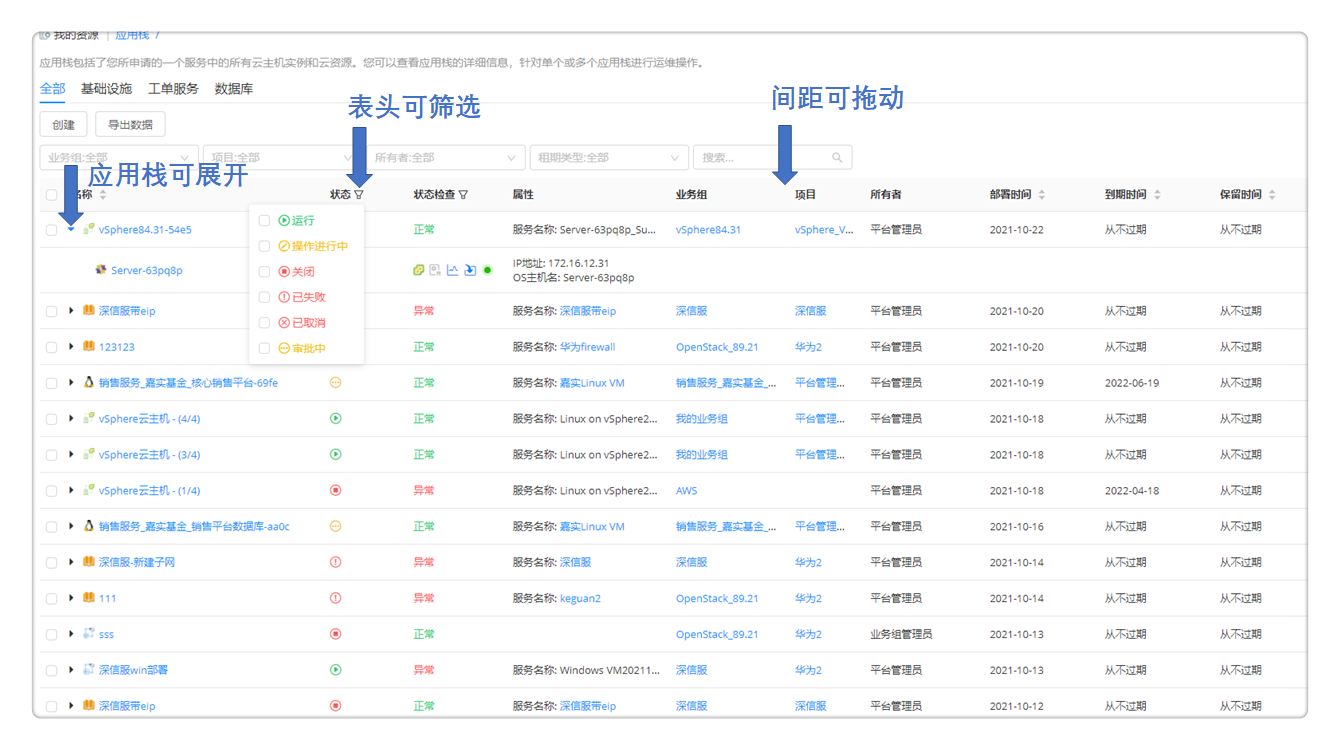 我的资源 | 应用栈 /
应用栈包括了您所申请的一个服务中的所有云主机实例和云资源。您可以查看应用栈的详细信息，针对单个或多个应用栈进行运维操作。
全部 基础设施 工单服务 数据库
表头可筛选 间距可拖动
创建 导出数据
业务组:全部 项目:全部 所有者:全部 租期类型:全部 搜索...
应用栈可展开
名称 状态 状态检查 属性 业务组 项目 所有者 部署时间 到期时间 保留时间
运行
操作进行中
关闭
已失败
已取消
审批中
vSphere84.31-54e5 正常 服务名称: Server-63pq8p_Su... vSphere84.31 vSphere_V... 平台管理员 2021-10-22 从不过期 从不过期
Server-63pq8p IP地址: 172.16.12.31
OS主机名: Server-63pq8p
深信服带eip 异常 服务名称: 深信服带eip 深信服 深信服 平台管理员 2021-10-20 从不过期 从不过期
123123 正常 服务名称: 华为firewall OpenStack_89.21 华为2 平台管理员 2021-10-20 从不过期 从不过期
销售服务_嘉实基金_核心销售平台-69fe 正常 服务名称: 嘉实Linux VM 销售服务_嘉实基金_... 平台管理... 平台管理员 2021-10-19 2022-06-19 从不过期
vSphere云主机 - (4/4) 正常 服务名称: Linux on vSphere2... 我的业务组 平台管理... 平台管理员 2021-10-18 从不过期 从不过期
vSphere云主机 - (3/4) 正常 服务名称: Linux on vSphere2... 我的业务组 平台管理... 平台管理员 2021-10-18 从不过期 从不过期
vSphere云主机 - (1/4) 异常 服务名称: Linux on vSphere2... AWS 平台管理员 2021-10-18 2022-04-18 从不过期
销售服务_嘉实基金_销售平台数据库-aa0c 正常 服务名称: 嘉实Linux VM 销售服务_嘉实基金_... 平台管理... 平台管理员 2021-10-16 从不过期 从不过期
深信服-新建子网 异常 服务名称: 深信服 深信服 华为2 平台管理员 2021-10-14 从不过期 从不过期
111 异常 服务名称: keguan2 OpenStack_89.21 华为2 平台管理员 2021-10-14 从不过期 从不过期
sss 正常 OpenStack_89.21 华为2 业务组管理员 2021-10-13 从不过期 从不过期
深信服win部署 异常 服务名称: Windows VM20211... 深信服 华为2 平台管理员 2021-10-13 从不过期 从不过期
深信服带eip 正常 服务名称: 深信服带eip 深信服 深信服 平台管理员 2021-10-12 从不过期 从不过期